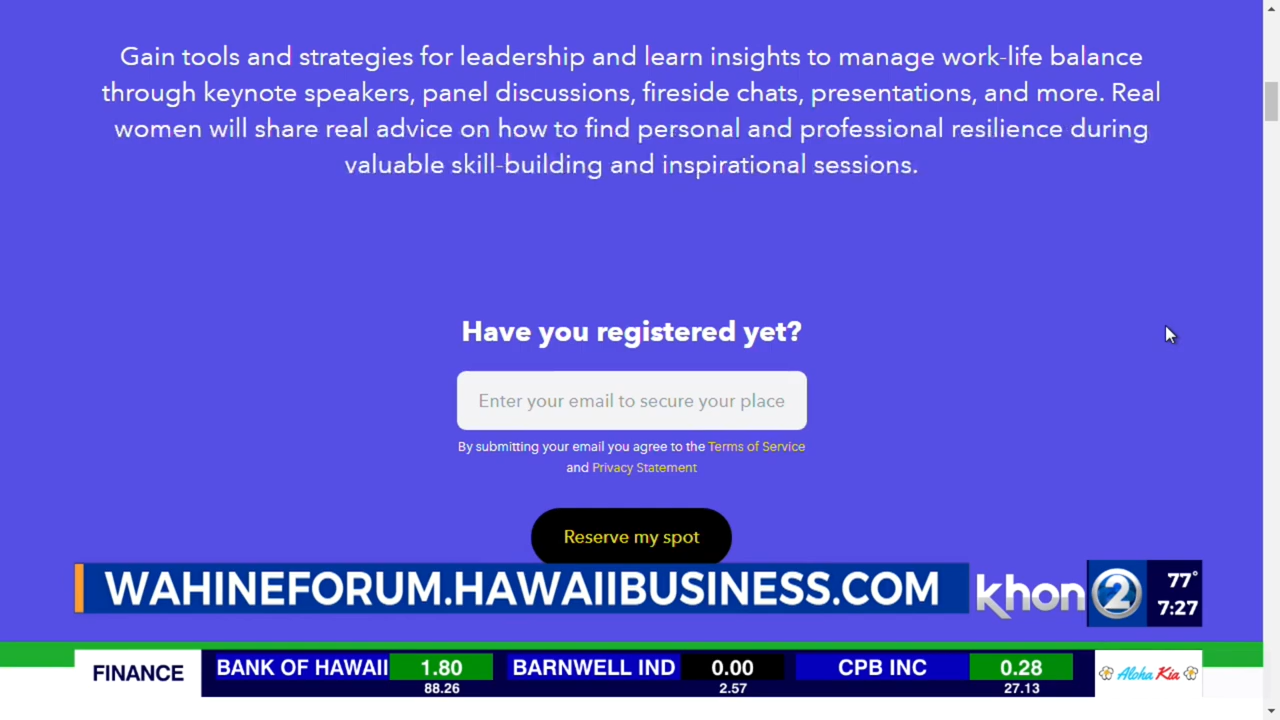 Gain tools and strategies for leadership and learn insights to manage work-life balance
through keynote speakers, panel discussions, fireside chats, presentations, and more. Real
women will share real advice on how to find personal and professional resilience during
valuable skill-building and inspirational sessions.
Have you registered yet?
Enter your email to secure your place
By submitting your email you agree to the Terms of Service
and Privacy Statement
Reserve my spot
WAHINEFORUM.HAWAIIBUSINESS.COM
khon 2
77°
7:27
FINANCE
BANK OF HAWAII 1.80 BARNWELL IND 0.00 CPB INC 0.28
88.26 2.57 27.13
Aloha Kia